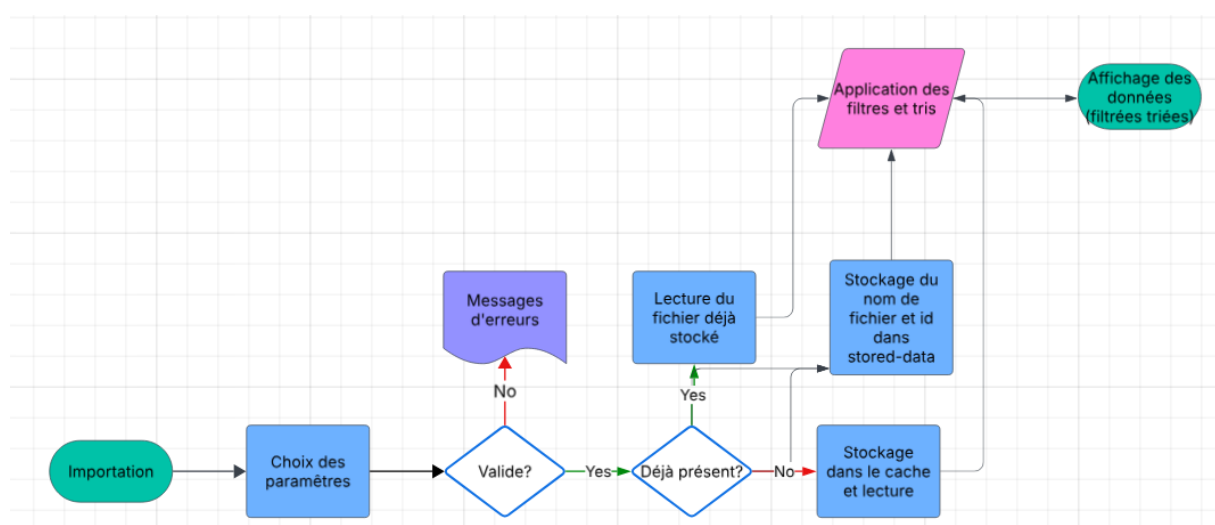 Application des
filtres et tris
Affichage des
données
(filtrées triées)
Messages
d'erreurs
Lecture du
fichier déjà
stocké
Stockage du
nom de
fichier et id
dans
stored-data
No
Yes
Importation
Choix des
paramêtres
Valide?
Yes
Déjà présent?
No
Stockage
dans le cache
et lecture